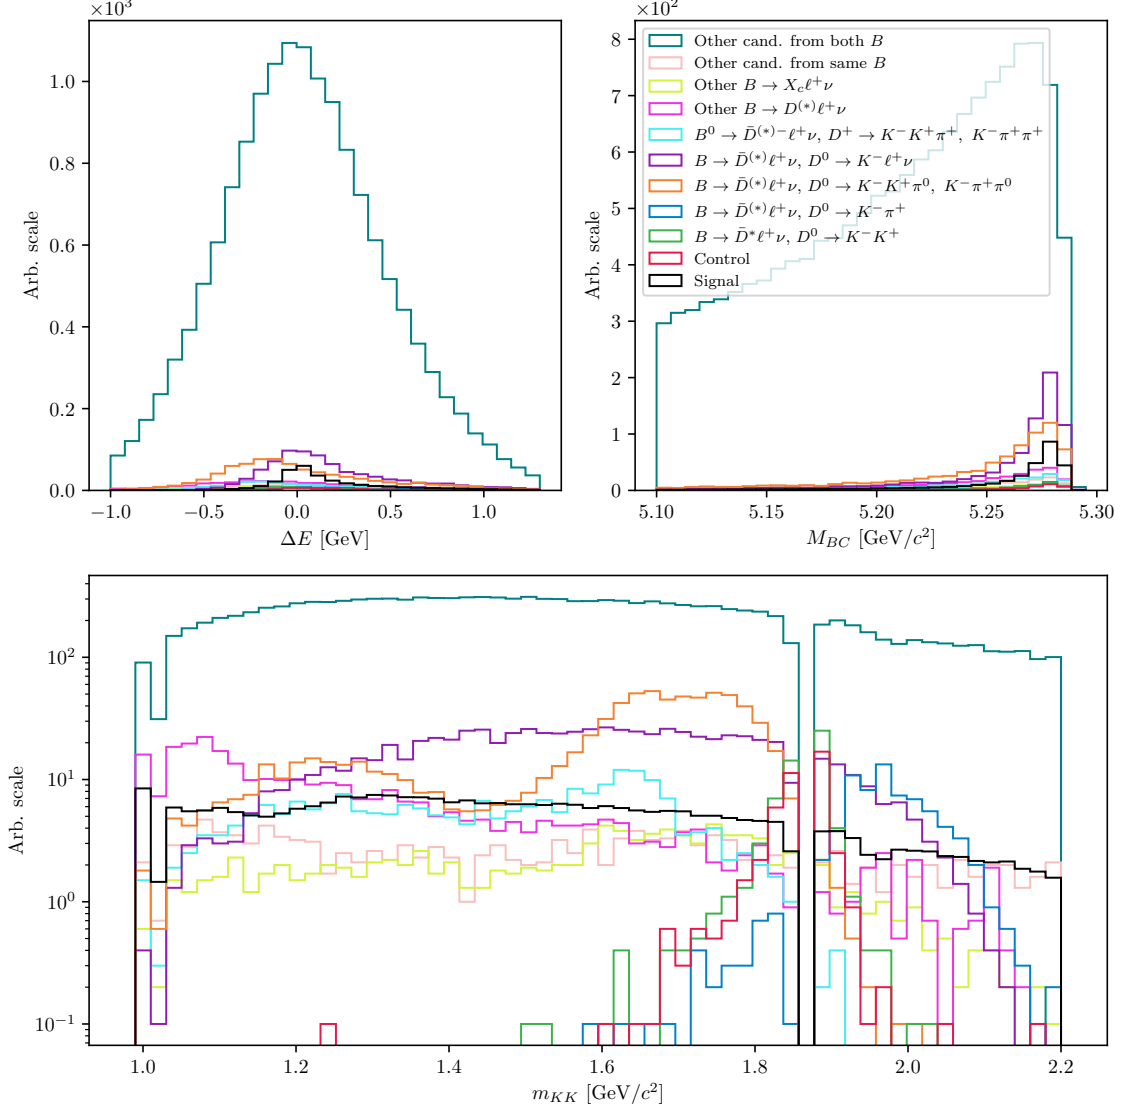 ×10³
1.0
0.8
0.6
0.4
0.2
0.0
Arb. scale
−1.0 −0.5 0.0 0.5 1.0
ΔE [GeV]
×10²
8
7
6
5
4
3
2
1
0
Arb. scale
Other cand. from both B
Other cand. from same B
Other B → X_cℓ⁺ν
Other B → D⁽*⁾ℓ⁺ν
B⁰ → D̄⁽*⁾⁻ℓ⁺ν, D⁺ → K⁻K⁺π⁺, K⁻π⁺π⁺
B → D̄⁽*⁾ℓ⁺ν, D⁰ → K⁻ℓ⁺ν
B → D̄⁽*⁾ℓ⁺ν, D⁰ → K⁻K⁺π⁰, K⁻π⁺π⁰
B → D̄⁽*⁾ℓ⁺ν, D⁰ → K⁻π⁺
B → D̄*ℓ⁺ν, D⁰ → K⁻K⁺
Control
Signal
5.10 5.15 5.20 5.25 5.30
M_BC [GeV/c²]
10²
10¹
10⁰
10⁻¹
Arb. scale
1.0 1.2 1.4 1.6 1.8 2.0 2.2
m_KK [GeV/c²]